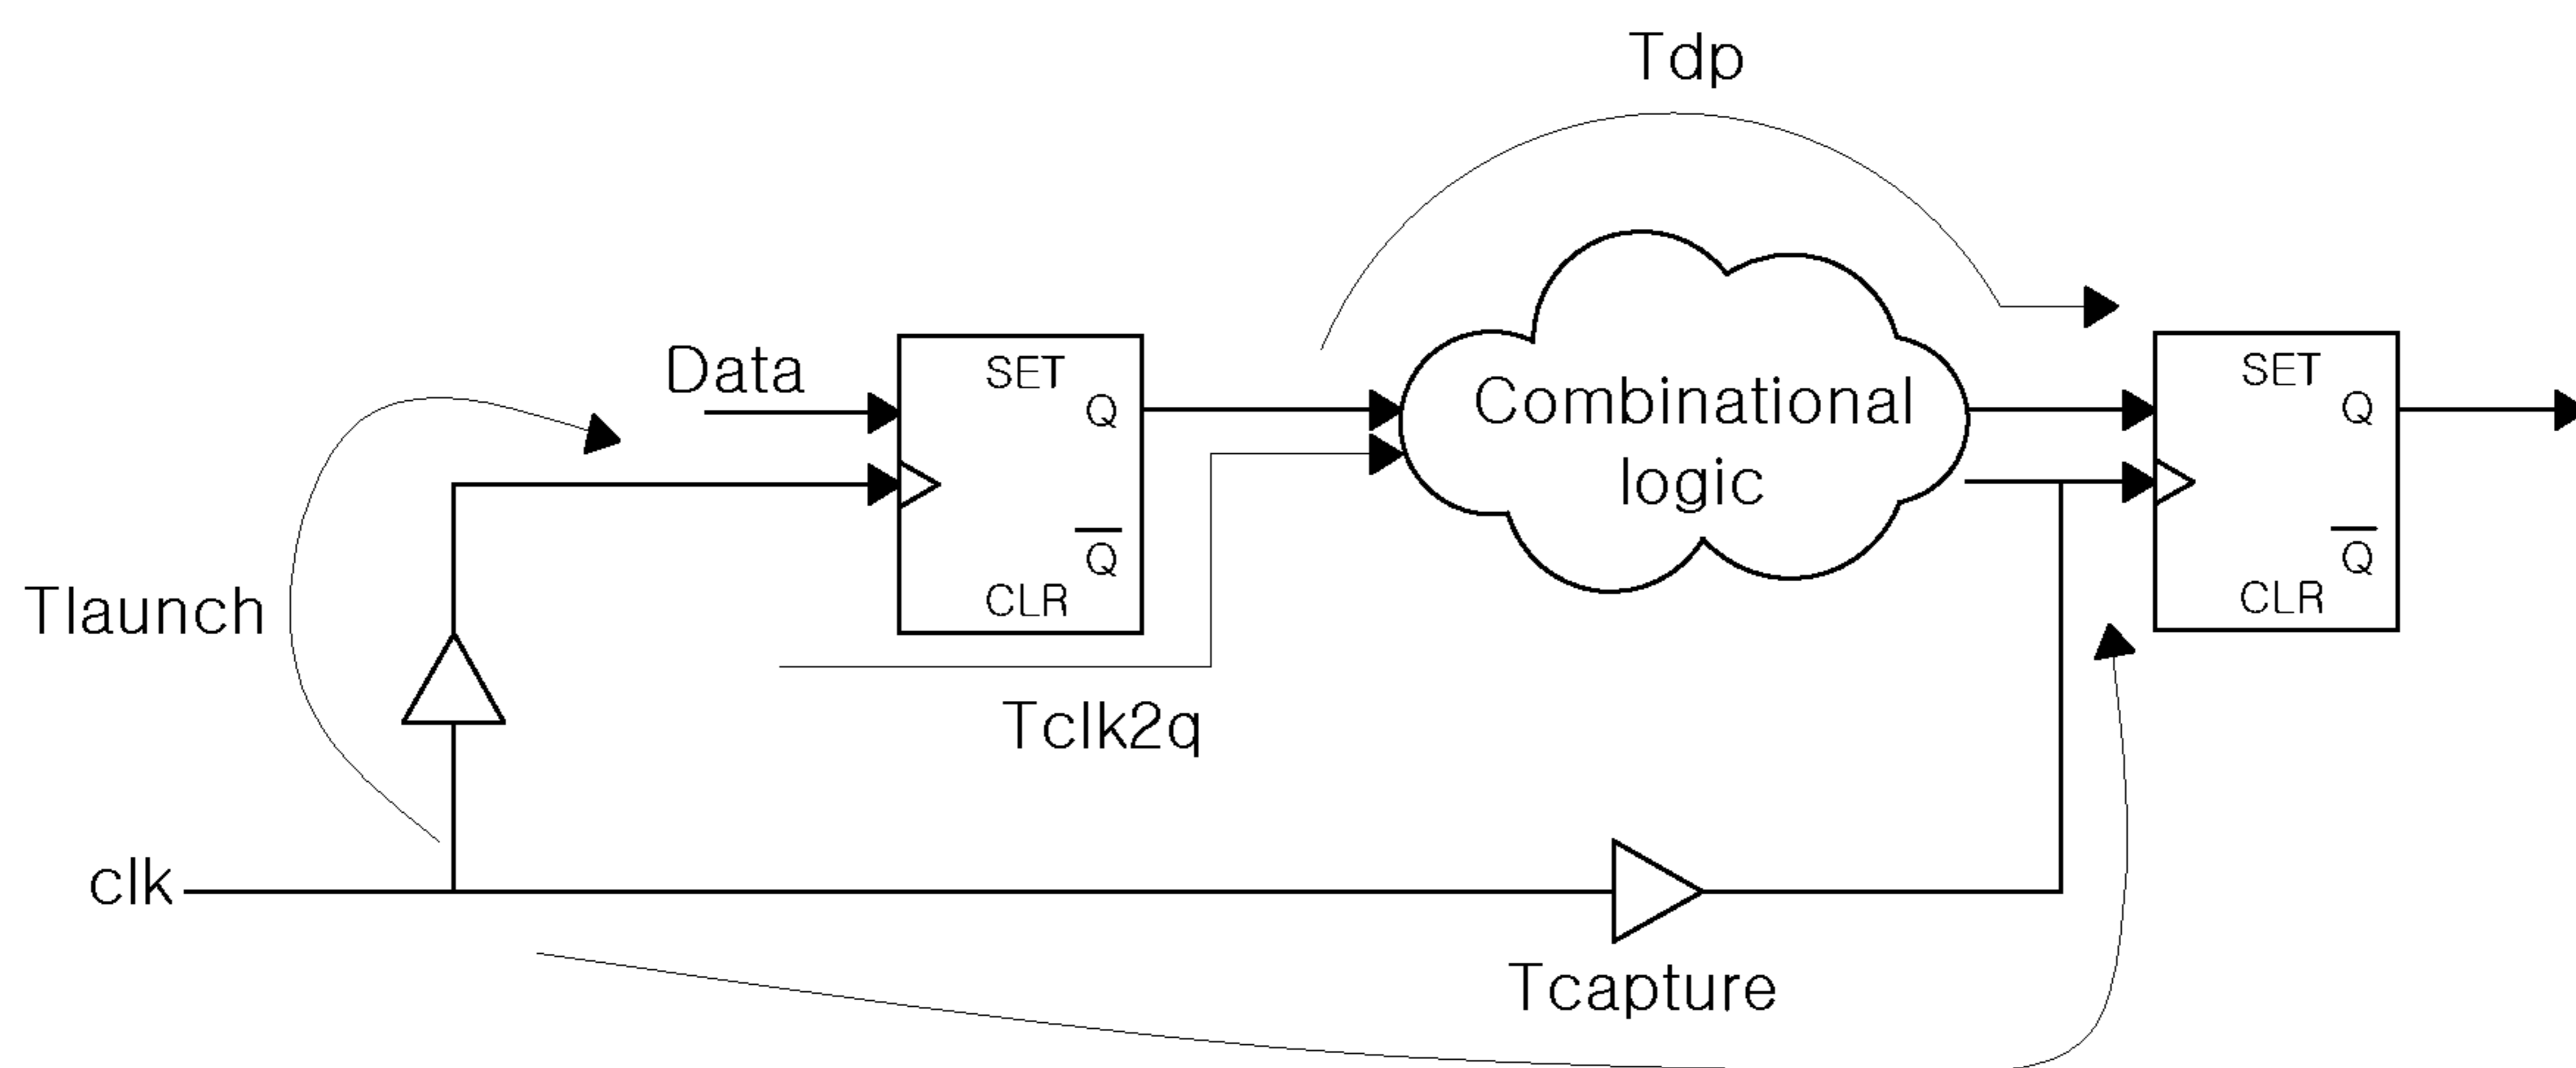 Tdp
Data
SET
Q
Q
CLR
Combinational
logic
SET
Q
Q
CLR
Tlaunch
Tclk2q
clk
Tcapture